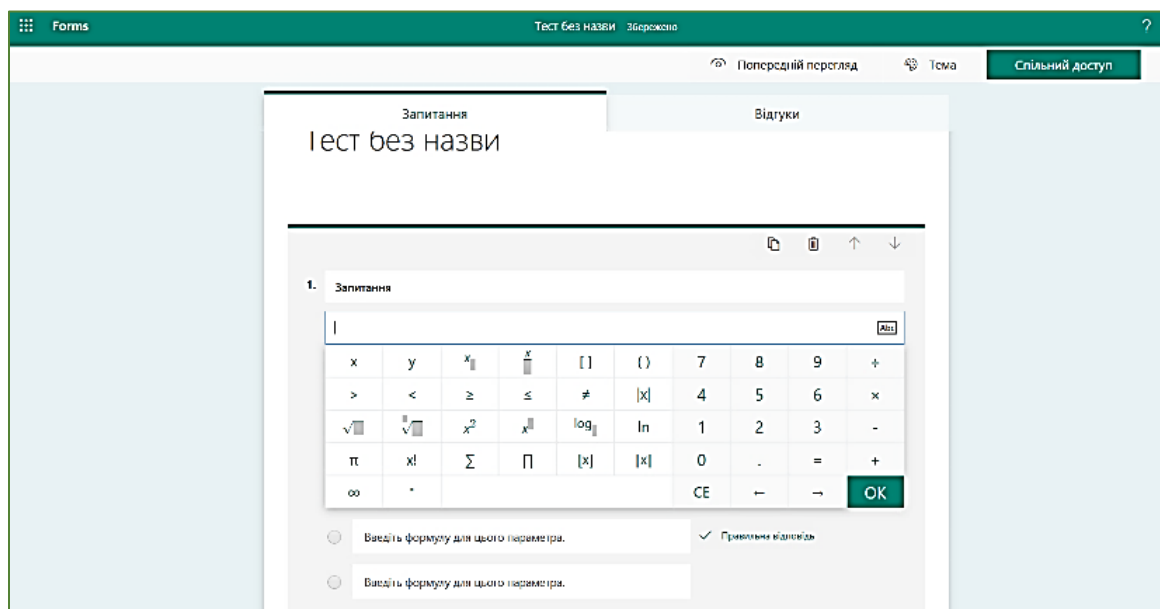 Forms Тест без назви Збережено ?
Попередній перегляд Тема Спільний доступ
Запитання Відгуки
Тест без назви
1. Запитання
Abc
x y x x [ ] ( ) 7 8 9 ÷
> < ≥ ≤ ≠ |x| 4 5 6 ×
√ √ x² x log ln 1 2 3 -
π x! Σ ∏ ⌊x⌋ ‖x‖ 0 . = +
∞ ° CE ← → OK
Введіть формулу для цього параметра. Правильна відповідь
Введіть формулу для цього параметра.